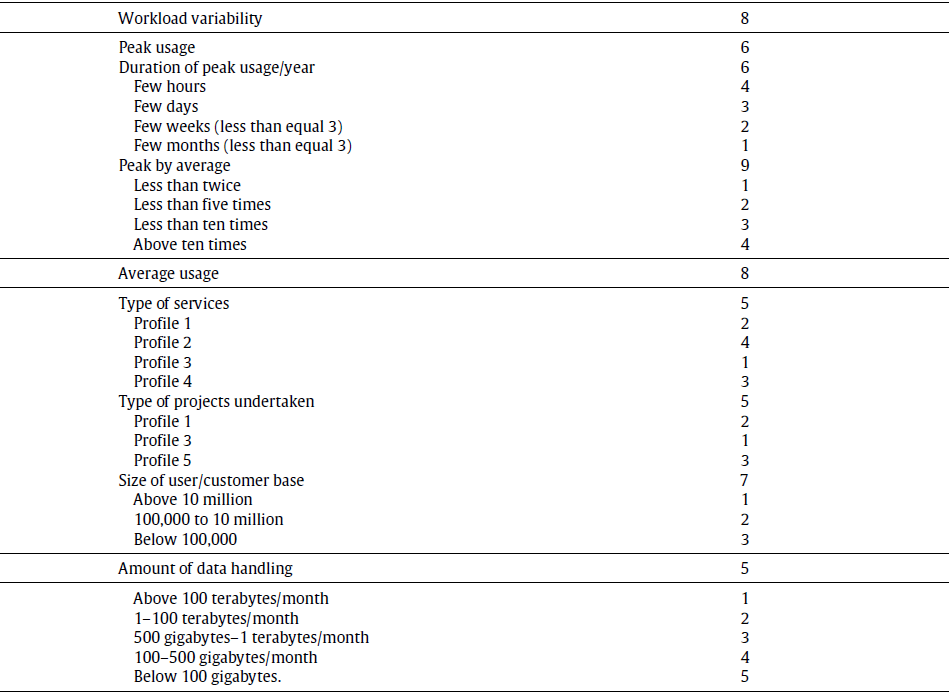 Workload variability 8
Peak usage 6
Duration of peak usage/year 6
Few hours 4
Few days 3
Few weeks (less than equal 3) 2
Few months (less than equal 3) 1
Peak by average 9
Less than twice 1
Less than five times 2
Less than ten times 3
Above ten times 4
Average usage 8
Type of services 5
Profile 1 2
Profile 2 4
Profile 3 1
Profile 4 3
Type of projects undertaken 5
Profile 1 2
Profile 3 1
Profile 5 3
Size of user/customer base 7
Above 10 million 1
100,000 to 10 million 2
Below 100,000 3
Amount of data handling 5
Above 100 terabytes/month 1
1–100 terabytes/month 2
500 gigabytes–1 terabytes/month 3
100–500 gigabytes/month 4
Below 100 gigabytes. 5